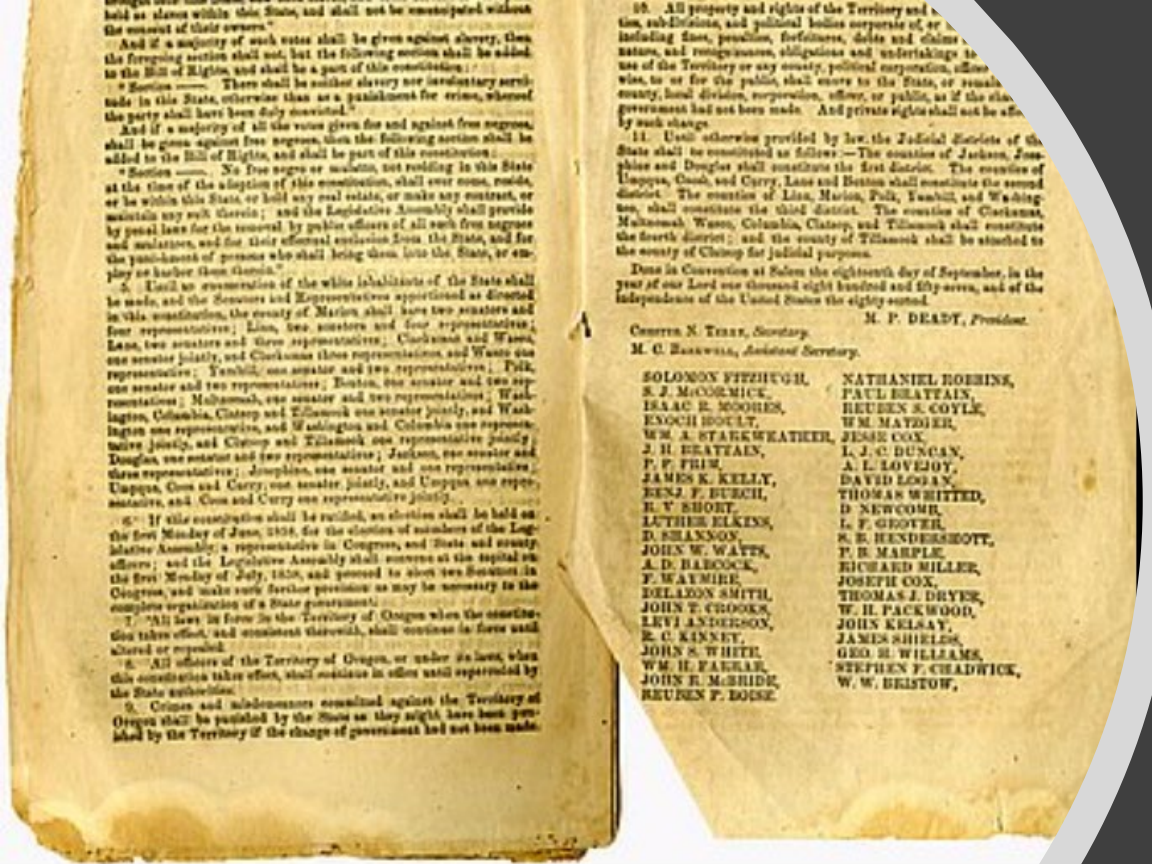 held as slaves within this State, and shall not be emancipated without
the consent of their owners."
And if a majority of such votes shall be given against slavery, then
the foregoing section shall not, but the following section shall be added
to the Bill of Rights, and shall be a part of this constitution:
"Section ——. There shall be neither slavery nor involuntary servi-
tude in this State, otherwise than as a punishment for crime, whereof
the party shall have been duly convicted."
And if a majority of all the votes given for and against free negroes,
shall be given against free negroes, then the following section shall be
added to the Bill of Rights, and shall be part of this constitution:
"Section ——. No free negro or mulatto, not residing in this State
at the time of the adoption of this constitution, shall ever come, reside,
or be within this State, or hold any real estate, or make any contract, or
maintain any suit therein; and the Legislative Assembly shall provide
by penal laws for the removal by public officers of all such free negroes
and mulattoes, and for their effectual exclusion from the State, and for
the punishment of persons who shall bring them into the State, or em-
ploy or harbor them therein."
5. Until an enumeration of the white inhabitants of the State shall
be made, and the Senators and Representatives apportioned as directed
in this constitution, the county of Marion shall have two senators and
four representatives; Linn, two senators and four representatives;
Lane, two senators and three representatives; Clackamas and Wasco,
one senator jointly, and Clackamas three representatives, and Wasco one
representative; Yamhill, one senator and two representatives; Polk,
one senator and two representatives; Benton, one senator and two rep-
resentatives; Multnomah, one senator and two representatives; Wash-
ington, Columbia, Clatsop and Tillamook one senator jointly, and Wash-
ington one representative, and Washington and Columbia one represen-
tative jointly, and Clatsop and Tillamook one representative jointly;
Douglas, one senator and two representatives; Jackson, one senator and
three representatives; Josephine, one senator and one representative;
Umpqua, Coos and Curry, one senator jointly, and Umpqua one repre-
sentative, and Coos and Curry one representative jointly.
6. If this constitution shall be ratified, an election shall be held on
the first Monday of June, 1858, for the election of members of the Leg-
islative Assembly, a representative in Congress, and State and county
officers; and the Legislative Assembly shall convene at the capital on
the first Monday of July, 1858, and proceed to elect two Senators in
Congress, and make such further provision as may be necessary to the
complete organization of a State government.
7. All laws in force in the Territory of Oregon when the constitu-
tion takes effect, and consistent therewith, shall continue in force until
altered or repealed.
8. All officers of the Territory of Oregon, or under its laws, when
this constitution takes effect, shall continue in office until superseded by
the State authorities.
9. Crimes and misdemeanors committed against the Territory of
Oregon shall be punished by the State as they might have been pun-
ished by the Territory if the change of government had not been made.
10. All property and rights of the Territory and
ties, subdivisions, and political bodies corporate of, or
including fines, penalties, forfeitures, debts and claims
nature, and recognizances, obligations and undertakings
use of the Territory or any county, political corporation, office
wise, to or for the public, shall enure to the State, or remain
county, local division, corporation, officer, or public, as if the chan
government had not been made. And private rights shall not be affe
by such change.
11. Until otherwise provided by law, the Judicial districts of the
State shall be constituted as follows:—The counties of Jackson, Jose-
phine and Douglas shall constitute the first district. The counties of
Umpqua, Coos, and Curry, Lane and Benton shall constitute the second
district. The counties of Linn, Marion, Polk, Yamhill, and Washing-
ton, shall constitute the third district. The counties of Clackamas,
Multnomah, Wasco, Columbia, Clatsop, and Tillamook shall constitute
the fourth district; and the county of Tillamook shall be attached to
the county of Clatsop for judicial purposes.
Done in Convention at Salem the eighteenth day of September, in the
year of our Lord one thousand eight hundred and fifty-seven, and of the
Independence of the United States the eighty-second.
M. P. DEADY, President.
Chester N. Terry, Secretary.
M. C. Barkwell, Assistant Secretary.
SOLOMON FITZHUGH, NATHANIEL ROBBINS,
S. J. McCORMICK, PAUL BRATTAIN,
ISAAC R. MOORES, REUBEN S. COYLE,
ENOCH HOULT, WM. MATZGER,
WM. A. STARKWEATHER, JESSE COX,
J. H. BRATTAIN, L. J. C. DUNCAN,
P. P. PRIM, A. L. LOVEJOY,
JAMES K. KELLY, DAVID LOGAN,
BENJ. F. BURCH, THOMAS WHITTED,
R. V. SHORT, D NEWCOMB,
LUTHER ELKINS, L. F. GROVER,
D. SHANNON, S. B. HENDERSHOTT,
JOHN W. WATTS, P. B. MARPLE,
A. D. BABCOCK, RICHARD MILLER,
F. WAYMIRE, JOSEPH COX,
DELAZON SMITH, THOMAS J. DRYER,
JOHN T. CROOKS, W. H. PACKWOOD,
LEVI ANDERSON, JOHN KELSAY,
R. C. KINNEY, JAMES SHIELDS,
JOHN S. WHITE, GEO. H. WILLIAMS,
WM. H. FARRAR, STEPHEN F. CHADWICK,
JOHN R. McBRIDE, W. W. BRISTOW,
REUBEN P. BOISE.